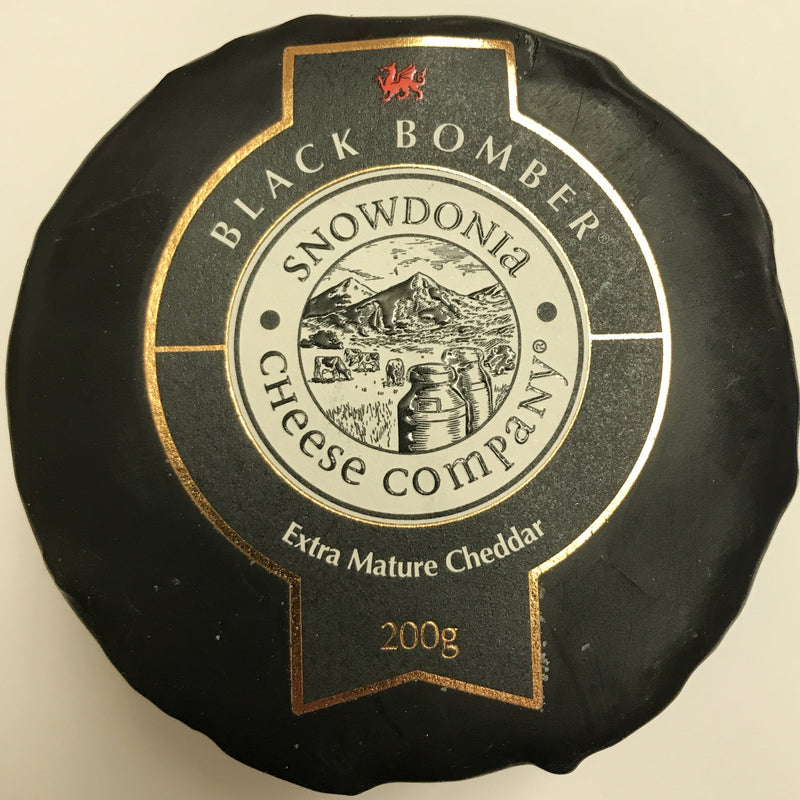 BLACK BOMBER®
SNOWDONIA
CHEESE COMPANY®
Extra Mature Cheddar
200g